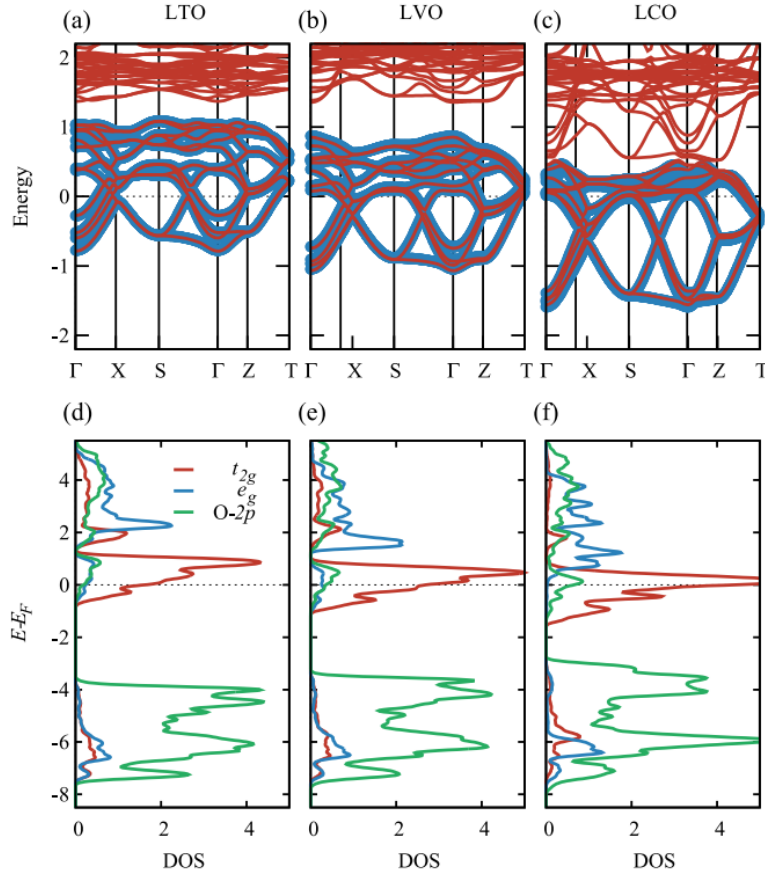 (a) LTO (b) LVO (c) LCO
2
1
0
-1
-2
Energy
Γ X S Γ Z T Γ X S Γ Z T Γ X S Γ Z T
(d) (e) (f)
t2g
eg
O-2p
4
2
0
-2
-4
-6
-8
E-EF
0 2 4 0 2 4 0 2 4
DOS DOS DOS